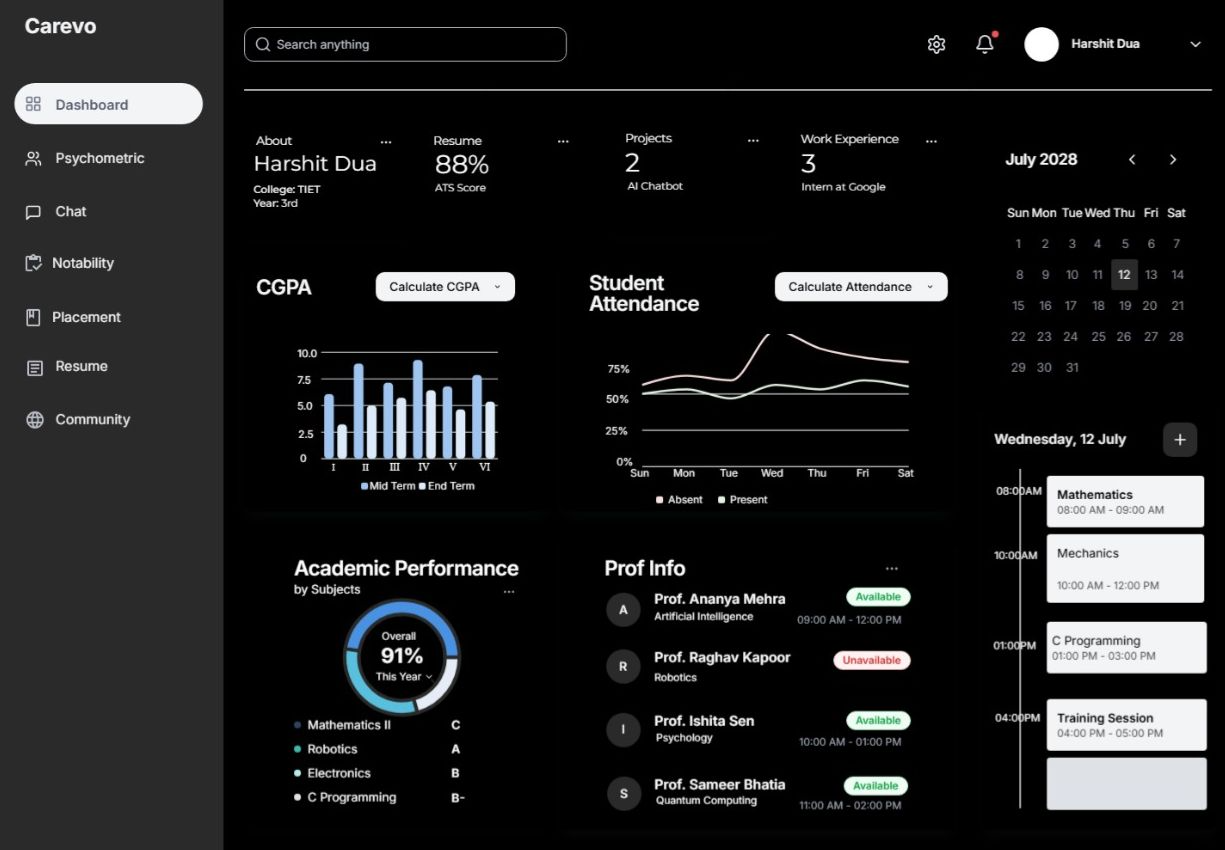 Carevo
Dashboard
Psychometric
Chat
Notability
Placement
Resume
Community
Search anything
Harshit Dua
About ...
Harshit Dua
College: TIET
Year: 3rd
Resume ...
88%
ATS Score
Projects ...
2
AI Chatbot
Work Experience ...
3
Intern at Google
CGPA
Calculate CGPA
10.0
7.5
5.0
2.5
0
I II III IV V VI
Mid Term End Term
Student
Attendance
Calculate Attendance
75%
50%
25%
0%
Sun Mon Tue Wed Thu Fri Sat
Absent Present
Academic Performance
by Subjects ...
Overall
91%
This Year
Mathematics II C
Robotics A
Electronics B
C Programming B-
Prof Info ...
A Prof. Ananya Mehra Available
Artificial Intelligence 09:00 AM - 12:00 PM
R Prof. Raghav Kapoor Unavailable
Robotics
I Prof. Ishita Sen Available
Psychology 10:00 AM - 01:00 PM
S Prof. Sameer Bhatia Available
Quantum Computing 11:00 AM - 02:00 PM
July 2028 < >
Sun Mon Tue Wed Thu Fri Sat
1 2 3 4 5 6 7
8 9 10 11 12 13 14
15 16 17 18 19 20 21
22 23 24 25 26 27 28
29 30 31
Wednesday, 12 July +
08:00AM Mathematics
08:00 AM - 09:00 AM
10:00AM Mechanics
10:00 AM - 12:00 PM
01:00PM C Programming
01:00 PM - 03:00 PM
04:00PM Training Session
04:00 PM - 05:00 PM